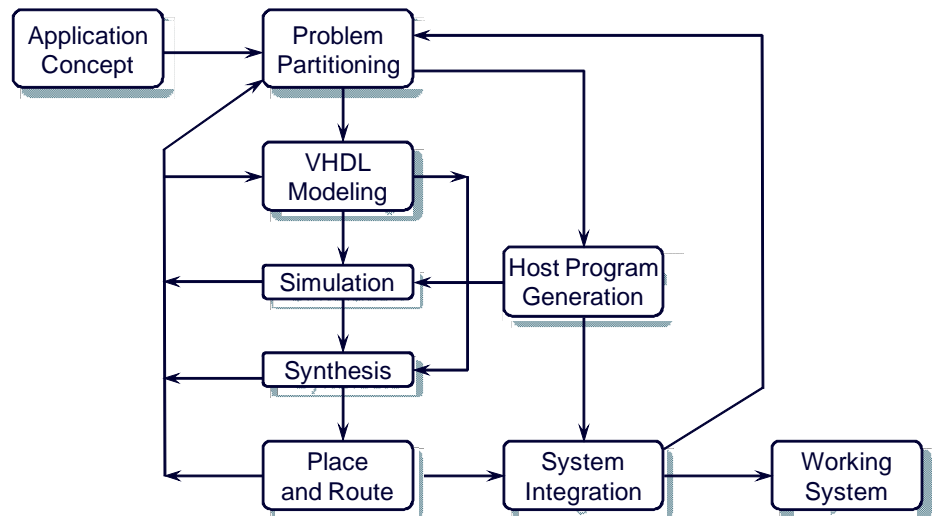 Application
Concept
Problem
Partitioning
VHDL
Modeling
Simulation
Host Program
Generation
Synthesis
Place
and Route
System
Integration
Working
System